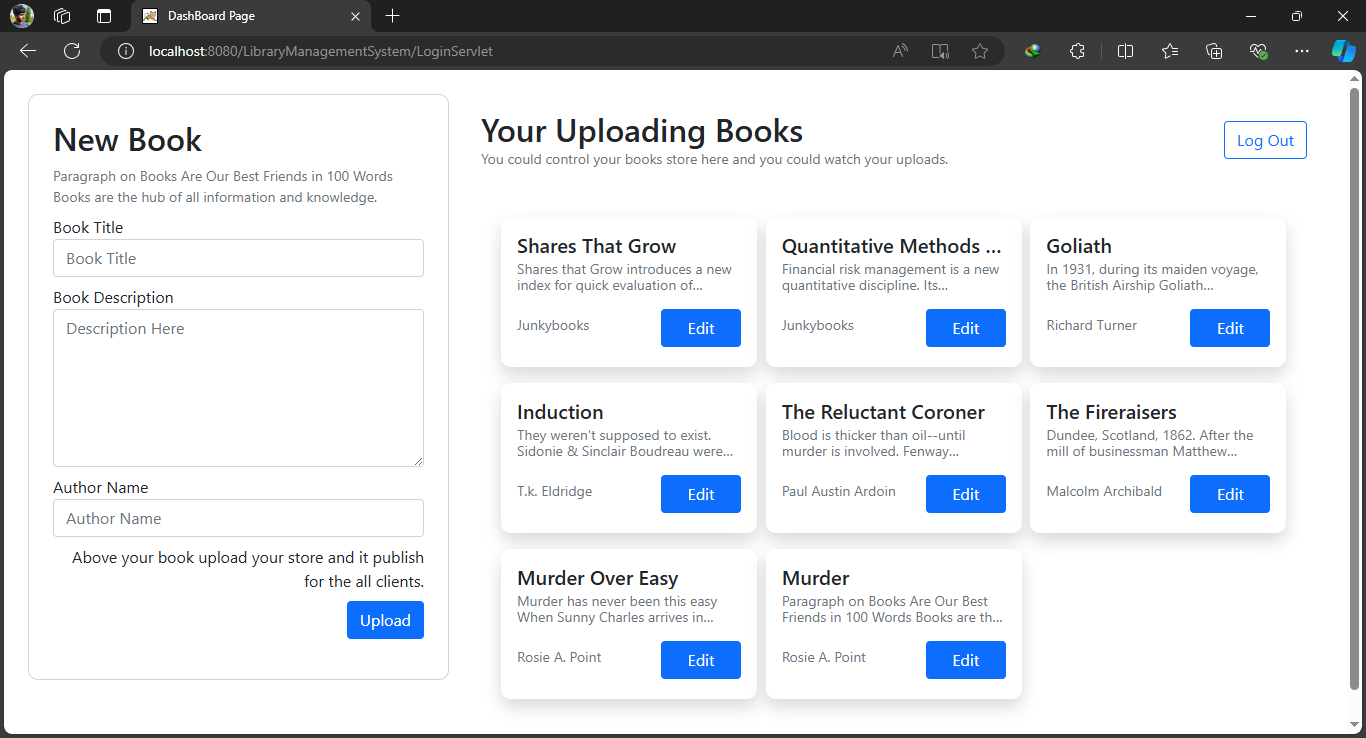 DashBoard Page
localhost:8080/LibraryManagementSystem/LoginServlet
New Book
Paragraph on Books Are Our Best Friends in 100 Words
Books are the hub of all information and knowledge.
Book Title
Book Title
Book Description
Description Here
Author Name
Author Name
Above your book upload your store and it publish
for the all clients.
Upload
Your Uploading Books
You could control your books store here and you could watch your uploads.
Log Out
Shares That Grow
Shares that Grow introduces a new
index for quick evaluation of...
Junkybooks
Edit
Quantitative Methods ...
Financial risk management is a new
quantitative discipline. Its...
Junkybooks
Edit
Goliath
In 1931, during its maiden voyage,
the British Airship Goliath...
Richard Turner
Edit
Induction
They weren't supposed to exist.
Sidonie & Sinclair Boudreau were...
T.k. Eldridge
Edit
The Reluctant Coroner
Blood is thicker than oil--until
murder is involved. Fenway...
Paul Austin Ardoin
Edit
The Fireraisers
Dundee, Scotland, 1862. After the
mill of businessman Matthew...
Malcolm Archibald
Edit
Murder Over Easy
Murder has never been this easy
When Sunny Charles arrives in...
Rosie A. Point
Edit
Murder
Paragraph on Books Are Our Best
Friends in 100 Words Books are th...
Rosie A. Point
Edit